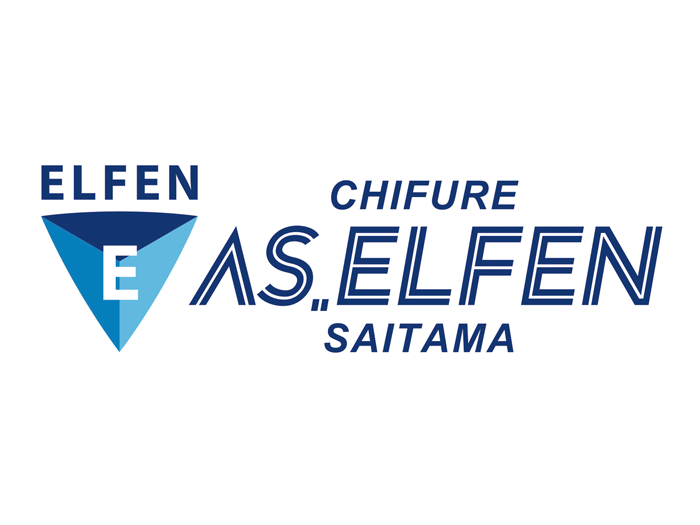 ELFEN
E
CHIFURE
AS.,ELFEN
SAITAMA